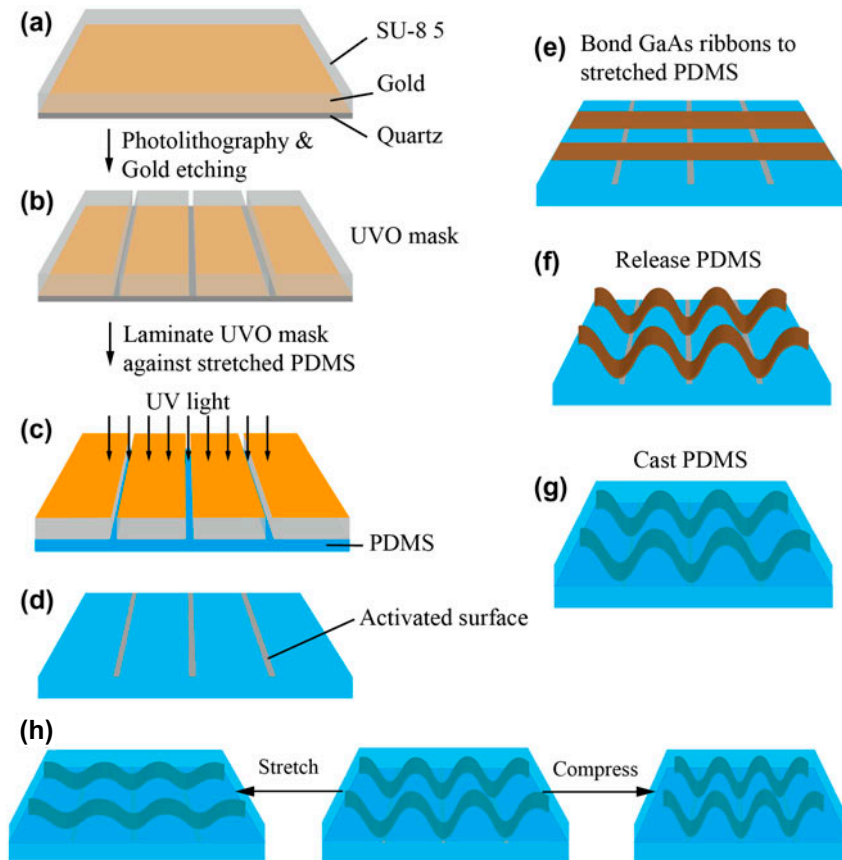 (a)
SU-8 5
Gold
Quartz
Photolithography &
Gold etching
(b)
UVO mask
Laminate UVO mask
against stretched PDMS
UV light
(c)
PDMS
(d)
Activated surface
(e)
Bond GaAs ribbons to
stretched PDMS
(f)
Release PDMS
Cast PDMS
(g)
(h)
Stretch
Compress